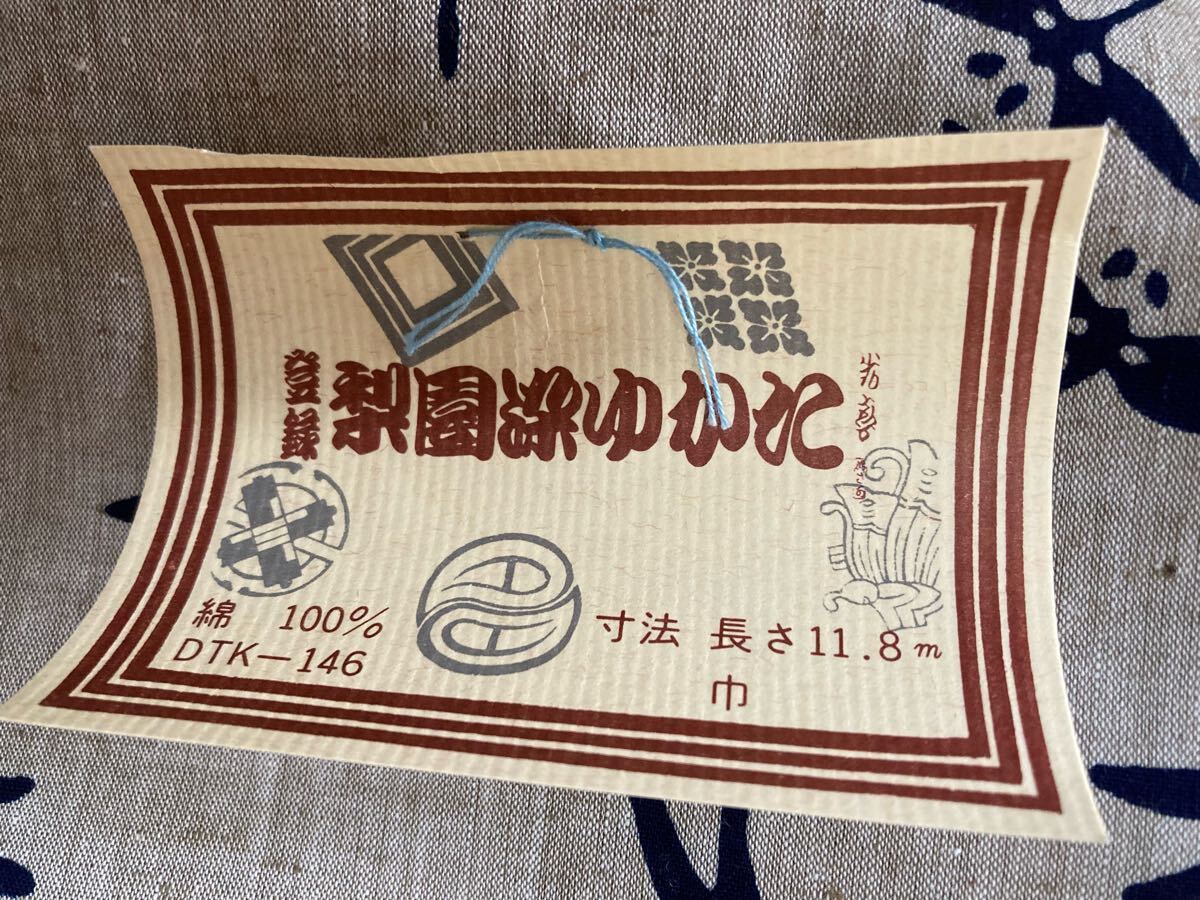 登録
梨園染ゆかた
綿 100%
DTK-146
寸法 長さ11.8m
巾